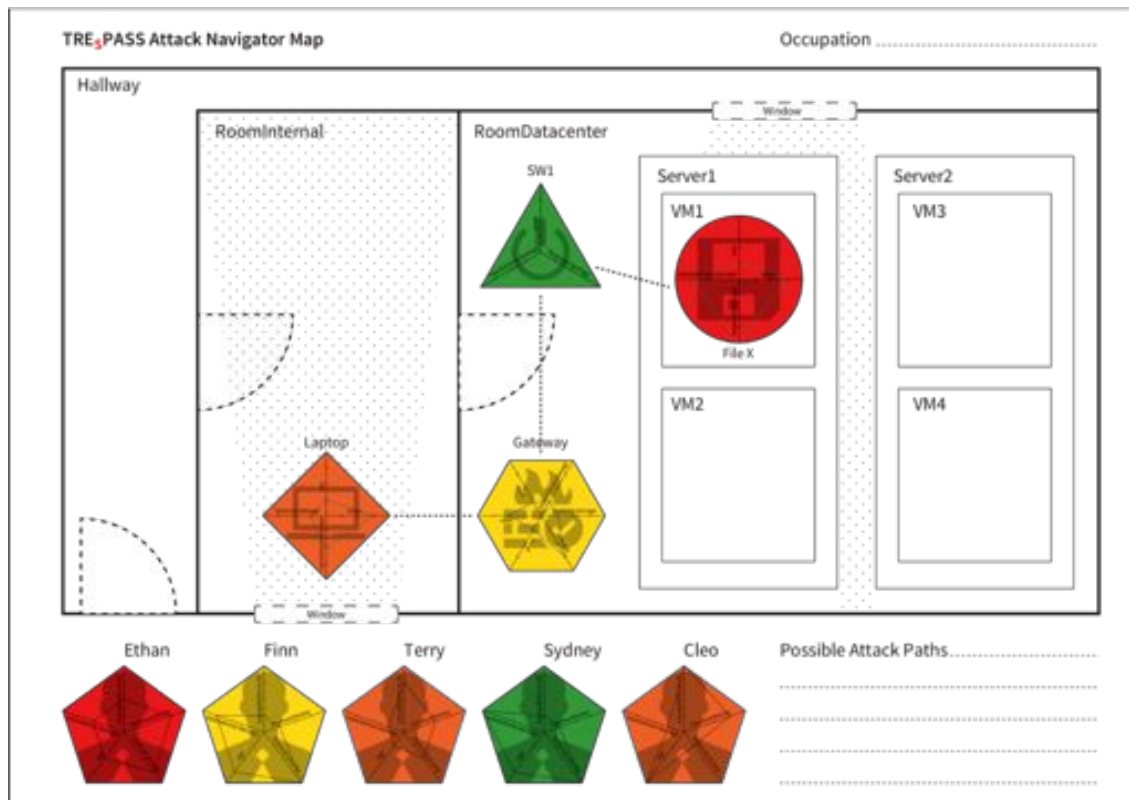 TRESPASS Attack Navigator Map
Occupation
Hallway
Window
RoomInternal
RoomDatacenter
SW1
Server1
Server2
VM1
VM3
File X
VM2
VM4
Laptop
Gateway
Window
Ethan
Finn
Terry
Sydney
Cleo
Possible Attack Paths